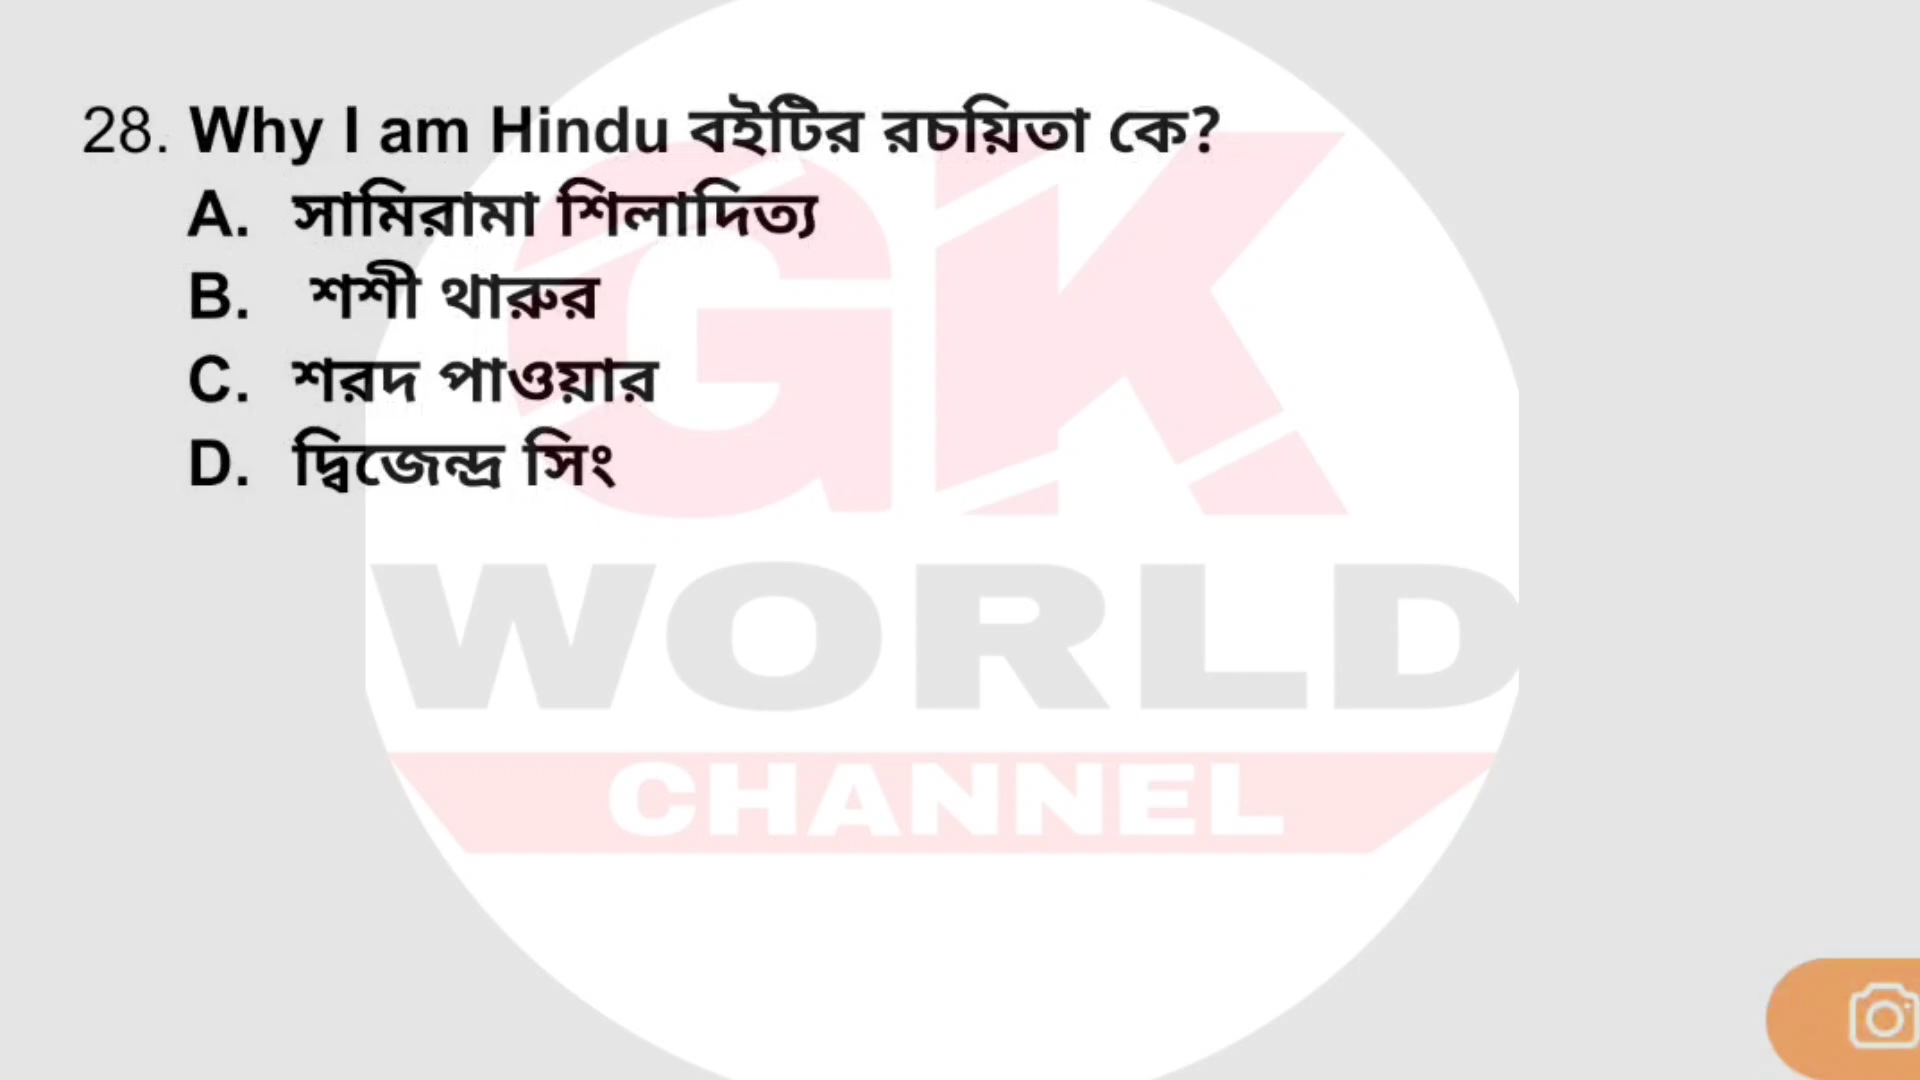 28. Why I am Hindu বইটির রচয়িতা কে?
A. সামিরামা শিলাদিত্য
B. শশী থারুর
C. শরদ পাওয়ার
D. দ্বিজেন্দ্র সিং
GK
WORLD
CHANNEL